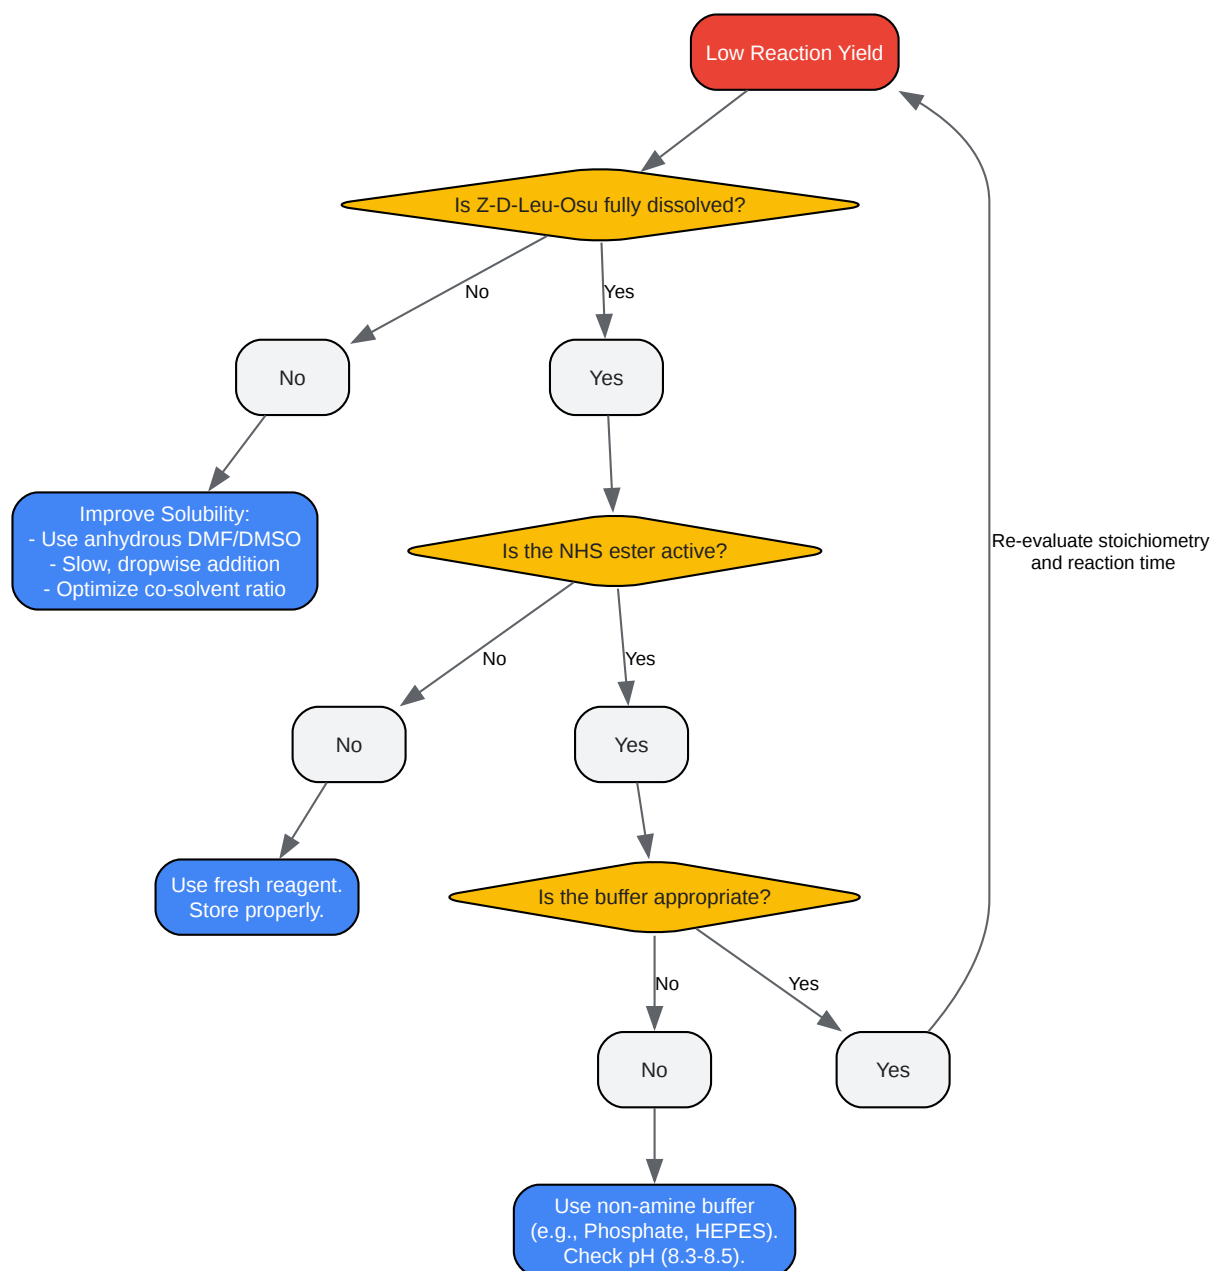 Low Reaction Yield
Is Z-D-Leu-Osu fully dissolved?
No
Yes
No
Yes
Improve Solubility:
- Use anhydrous DMF/DMSO
- Slow, dropwise addition
- Optimize co-solvent ratio
Is the NHS ester active?
Re-evaluate stoichiometry
and reaction time
No
Yes
No
Yes
Use fresh reagent.
Store properly.
Is the buffer appropriate?
No
Yes
No
Yes
Use non-amine buffer
(e.g., Phosphate, HEPES).
Check pH (8.3-8.5).